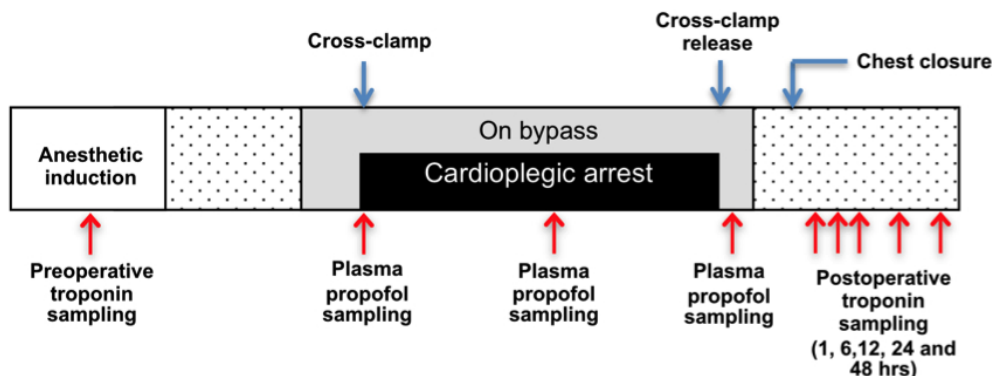 Cross-clamp
Cross-clamp
release
Chest closure
Anesthetic
induction
On bypass
Cardioplegic arrest
Preoperative
troponin
sampling
Plasma
propofol
sampling
Plasma
propofol
sampling
Plasma
propofol
sampling
Postoperative
troponin
sampling
(1, 6,12, 24 and
48 hrs)